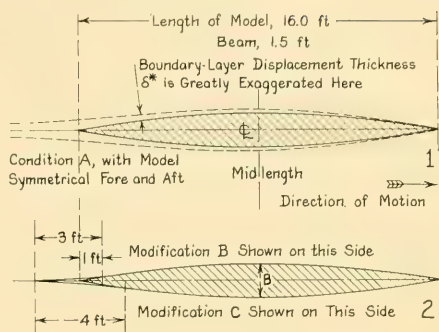 Length of Model, 16.0 ft
Beam, 1.5 ft
Boundary-Layer Displacement Thickness
δ* is Greatly Exaggerated Here
℄
Condition A, with Model
Symmetrical Fore and Aft
Midlength
1
Direction of Motion
3 ft
1 ft
Modification B Shown on this Side
B
Modification C Shown on This Side
4 ft
2